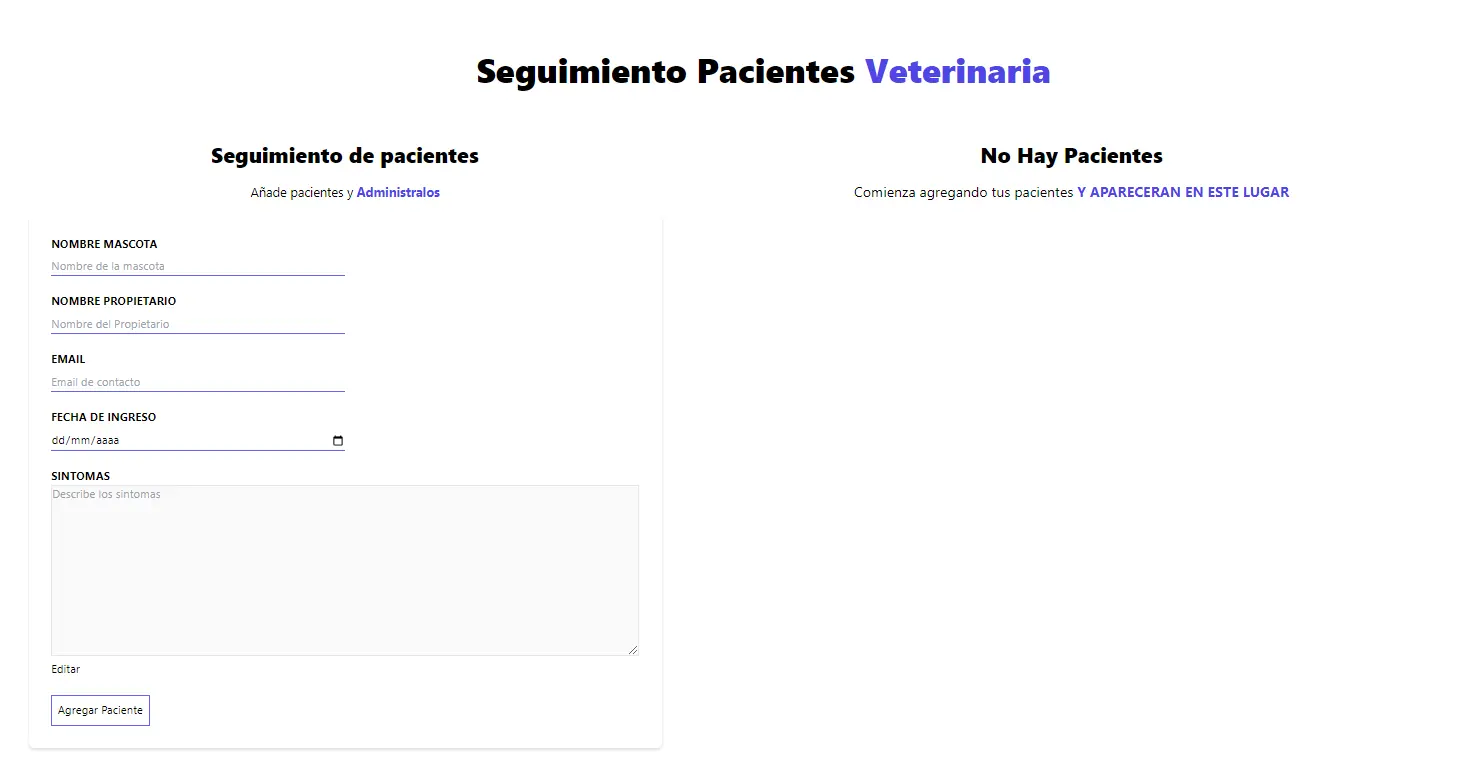 Seguimiento Pacientes Veterinaria
Seguimiento de pacientes
Añade pacientes y Administralos
NOMBRE MASCOTA
Nombre de la mascota
NOMBRE PROPIETARIO
Nombre del Propietario
EMAIL
Email de contacto
FECHA DE INGRESO
dd/mm/aaaa
SINTOMAS
Describe los sintomas
Editar
Agregar Paciente
No Hay Pacientes
Comienza agregando tus pacientes Y APARECERAN EN ESTE LUGAR